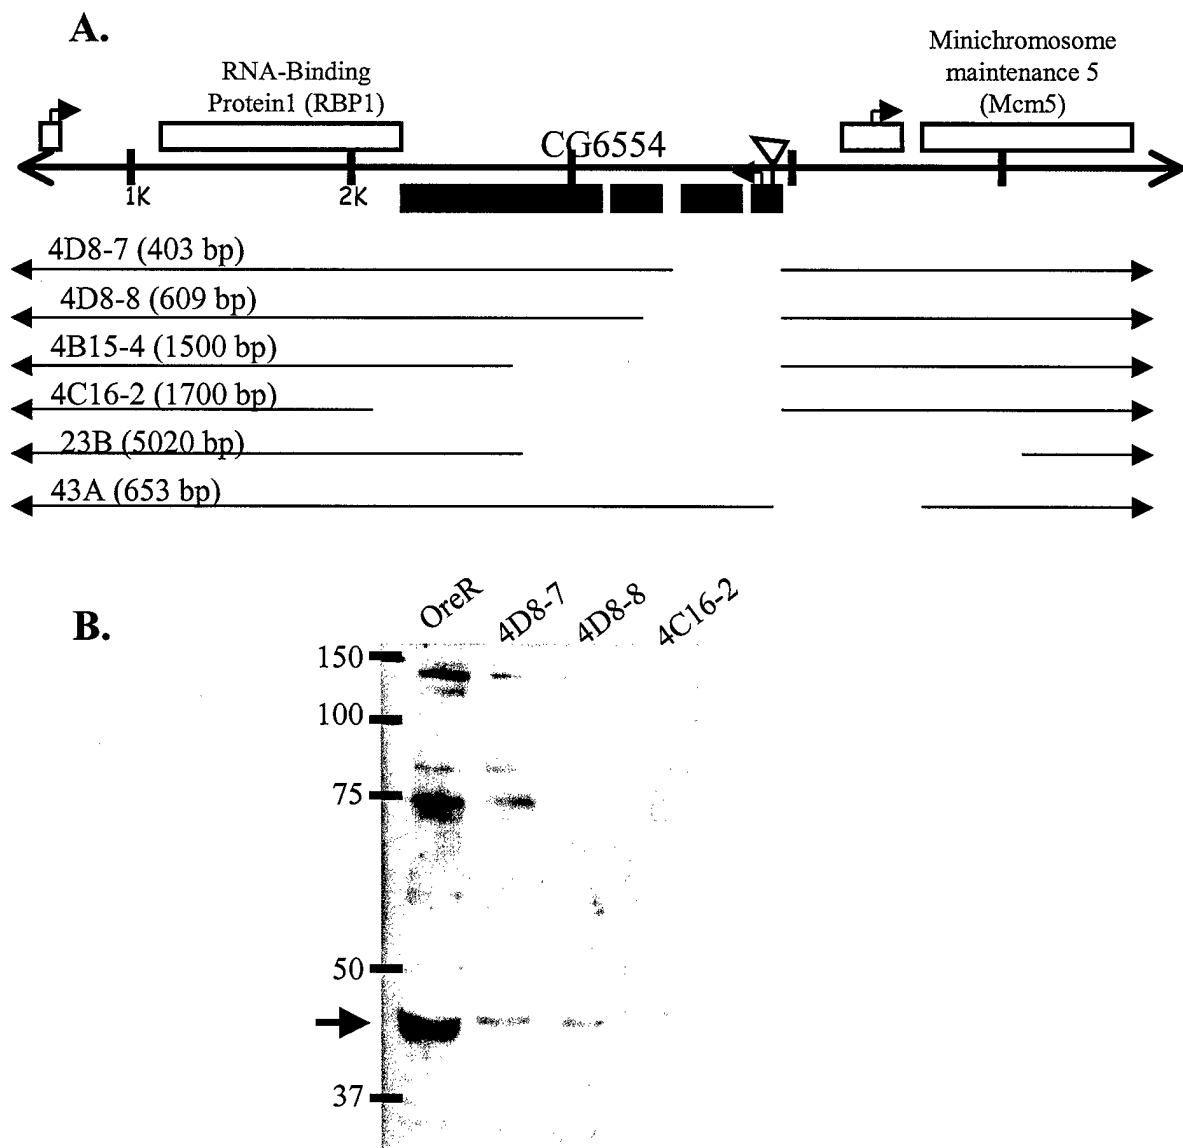 A.
RNA-Binding
Protein1 (RBP1)
Minichromosome
maintenance 5
(Mcm5)
CG6554
1K
2K
4D8-7 (403 bp)
4D8-8 (609 bp)
4B15-4 (1500 bp)
4C16-2 (1700 bp)
23B (5020 bp)
43A (653 bp)
B.
OreR
4D8-7
4D8-8
4C16-2
150
100
75
50
37